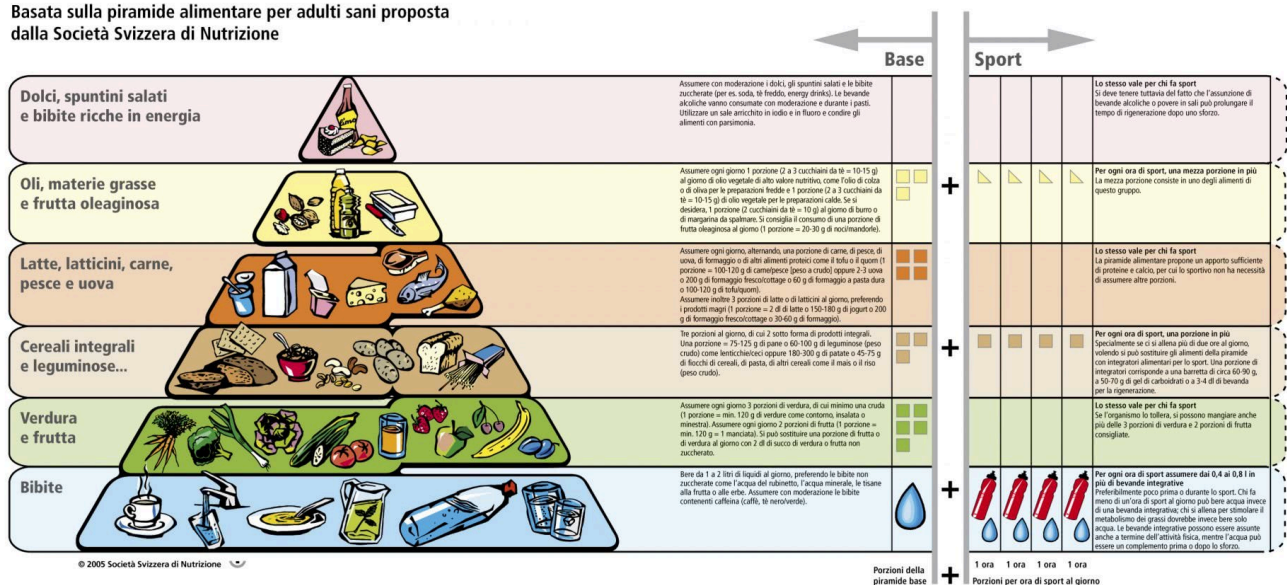 Basata sulla piramide alimentare per adulti sani proposta
dalla Società Svizzera di Nutrizione
Base
Sport
Dolci, spuntini salati
e bibite ricche in energia
Assumere con moderazione i dolci, gli spuntini salati e le bibite
zuccherate (per es. soda, tè freddo, energy drinks). Le bevande
alcoliche vanno consumate con moderazione e durante i pasti.
Utilizzare un sale arricchito in iodio e in fluoro e condire gli
alimenti con parsimonia.
Lo stesso vale per chi fa sport
Si deve tenere tuttavia del fatto che l'assunzione di
bevande alcoliche o povere in sali può prolungare il
tempo di rigenerazione dopo uno sforzo.
Oli, materie grasse
e frutta oleaginosa
Assumere ogni giorno 1 porzione (2 a 3 cucchiaini da tè = 10-15 g)
al giorno di olio vegetale di alto valore nutritivo, come l'olio di colza
o di oliva per le preparazioni fredde e 1 porzione (2 a 3 cucchiaini da
tè = 10-15 g) di olio vegetale per le preparazioni calde. Se si
desidera, 1 porzione (2 cucchiaini da tè = 10 g) al giorno di burro o
di margarina da spalmare. Si consiglia il consumo di una porzione di
frutta oleaginosa al giorno (1 porzione = 20-30 g di noci/mandorle).
+
Per ogni ora di sport, una mezza porzione in più
La mezza porzione consiste in uno degli alimenti di
questo gruppo.
Latte, latticini, carne,
pesce e uova
Assumere ogni giorno, alternando, una porzione di carne, di pesce, di
uova, di formaggio o di altri alimenti proteici come il tofu o il quorn (1
porzione = 100-120 g di carne/pesce [peso a crudo] oppure 2-3 uova
o 200 g di formaggio fresco/cottage o 60 g di formaggio a pasta dura
o 100-120 g di tofu/quorn).
Assumere inoltre 3 porzioni di latte o di latticini al giorno, preferendo
i prodotti magri (1 porzione = 2 dl di latte o 150-180 g di jogurt o 200
g di formaggio fresco/cottage o 30-60 g di formaggio).
Lo stesso vale per chi fa sport
La piramide alimentare propone un apporto sufficiente
di proteine e calcio, per cui lo sportivo non ha necessità
di assumere altre porzioni.
Cereali integrali
e leguminose...
Tre porzioni al giorno, di cui 2 sotto forma di prodotti integrali.
Una porzione = 75-125 g di pane o 60-100 g di leguminose (peso
crudo) come lenticchie/ceci oppure 180-300 g di patate o 45-75 g
di fiocchi di cereali, di pasta, di altri cereali come il mais o il riso
(peso crudo).
+
Per ogni ora di sport, una porzione in più
Specialmente se ci si allena più di due ore al giorno,
volendo si può sostituire gli alimenti della piramide
con integratori alimentari per lo sport. Una porzione di
integratori corrisponde a una barretta di circa 60-90 g,
a 50-70 g di gel di carboidrati o a 3-4 dl di bevanda
per la rigenerazione.
Verdura
e frutta
Assumere ogni giorno 3 porzioni di verdura, di cui minimo una cruda
(1 porzione = min. 120 g di verdure come contorno, insalata o
minestra). Assumere ogni giorno 2 porzioni di frutta (1 porzione =
min. 120 g = 1 manciata). Si può sostituire una porzione di frutta o
di verdura al giorno con 2 dl di succo di verdura o frutta non
zuccherato.
Lo stesso vale per chi fa sport
Se l'organismo lo tollera, si possono mangiare anche
più delle 3 porzioni di verdura e 2 porzioni di frutta
consigliate.
Bibite
Bere da 1 a 2 litri di liquidi al giorno, preferendo le bibite non
zuccherate come l'acqua del rubinetto, l'acqua minerale, le tisane
alla frutta o alle erbe. Assumere con moderazione le bibite
contenenti caffeina (caffè, tè nero/verde).
+
Per ogni ora di sport assumere dai 0,4 ai 0,8 l in
più di bevande integrative
Preferibilmente poco prima o durante lo sport. Chi fa
meno di un'ora di sport al giorno può bere acqua invece
di una bevanda integrativa; chi si allena per stimolare il
metabolismo dei grassi dovrebbe invece bere solo
acqua. Le bevande integrative possono essere assunte
anche a termine dell'attività fisica, mentre l'acqua può
essere un complemento prima o dopo lo sforzo.
© 2005 Società Svizzera di Nutrizione
Porzioni della
piramide base
+
1 ora 1 ora 1 ora 1 ora
Porzioni per ora di sport al giorno